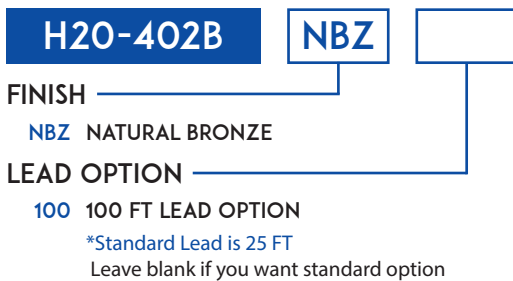 H20-402B NBZ
FINISH
NBZ NATURAL BRONZE
LEAD OPTION
100 100 FT LEAD OPTION
*Standard Lead is 25 FT
Leave blank if you want standard option